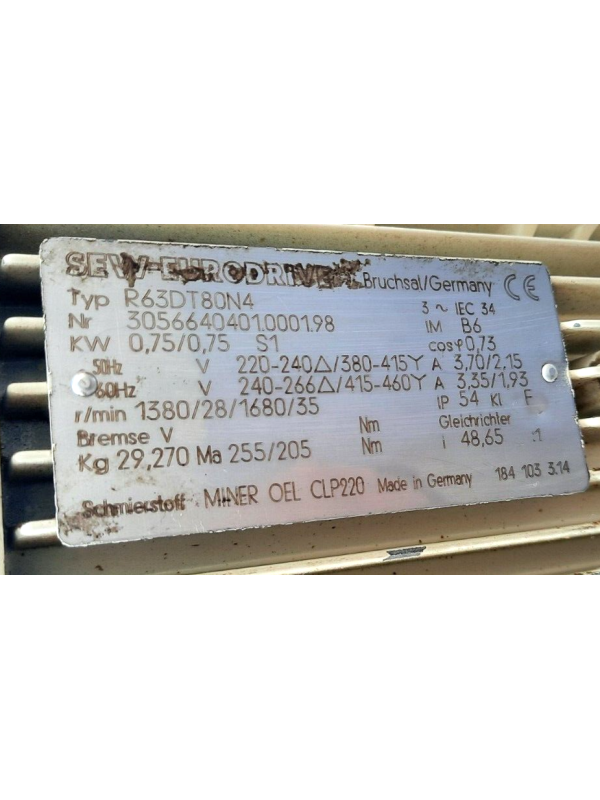 SEW-EURODRIVE Bruchsal/Germany CE
Typ R63DT80N4 3 ~ IEC 34
Nr 3056640401.0001.98 IM B6
KW 0,75/0,75 S1 cosφ 0,73
50Hz V 220-240△/380-415Y A 3,70/2,15
60Hz V 240-266△/415-460Y A 3,35/1,93
r/min 1380/28/1680/35 IP 54 Kl F
Bremse V Nm Gleichrichter
Kg 29,270 Ma 255/205 Nm i 48,65 :1
Schmierstoff MINER OEL CLP220 Made in Germany 184 103 3.14